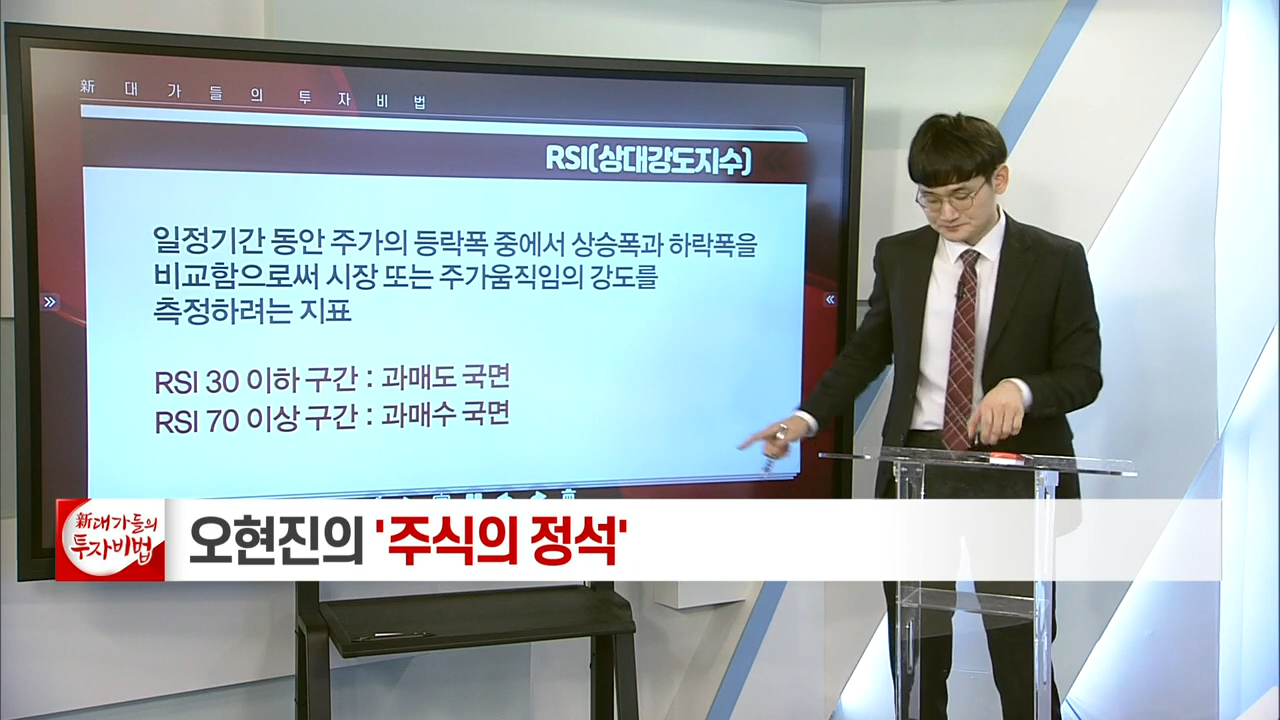 新 대 가 들 의 투 자 비 법
RSI(상대강도지수)
일정기간 동안 주가의 등락폭 중에서 상승폭과 하락폭을
비교함으로써 시장 또는 주가움직임의 강도를
측정하려는 지표
RSI 30 이하 구간 : 과매도 국면
RSI 70 이상 구간 : 과매수 국면
新대가들의
투자비법
오현진의 '주식의 정석'